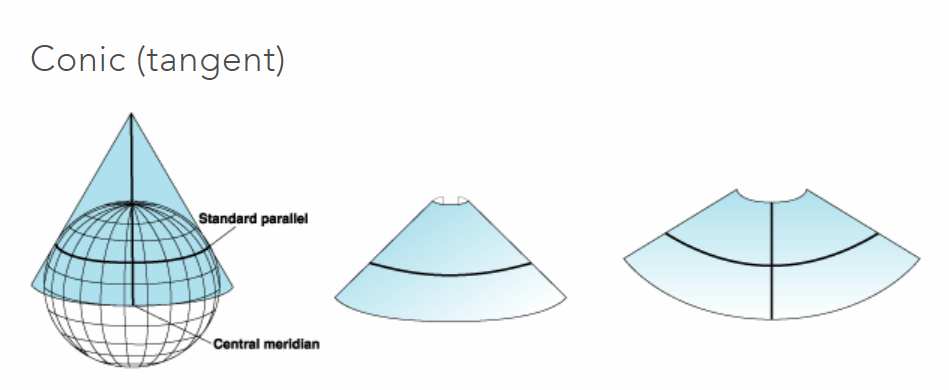 Conic (tangent)
Standard parallel
Central meridian